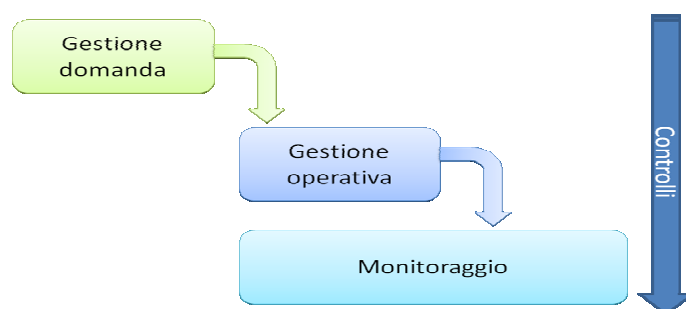 Gestione
domanda
Gestione
operativa
Monitoraggio
Controlli